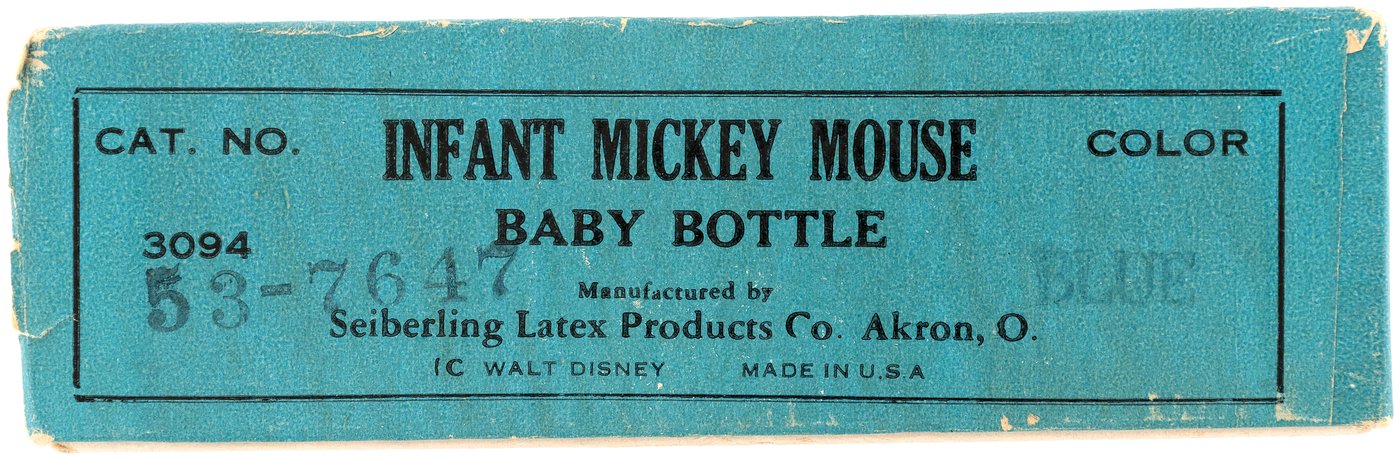 CAT. NO.
INFANT MICKEY MOUSE
COLOR
BABY BOTTLE
3094
53-7647
BLUE
Manufactured by
Seiberling Latex Products Co. Akron, O.
(C WALT DISNEY MADE IN U.S.A